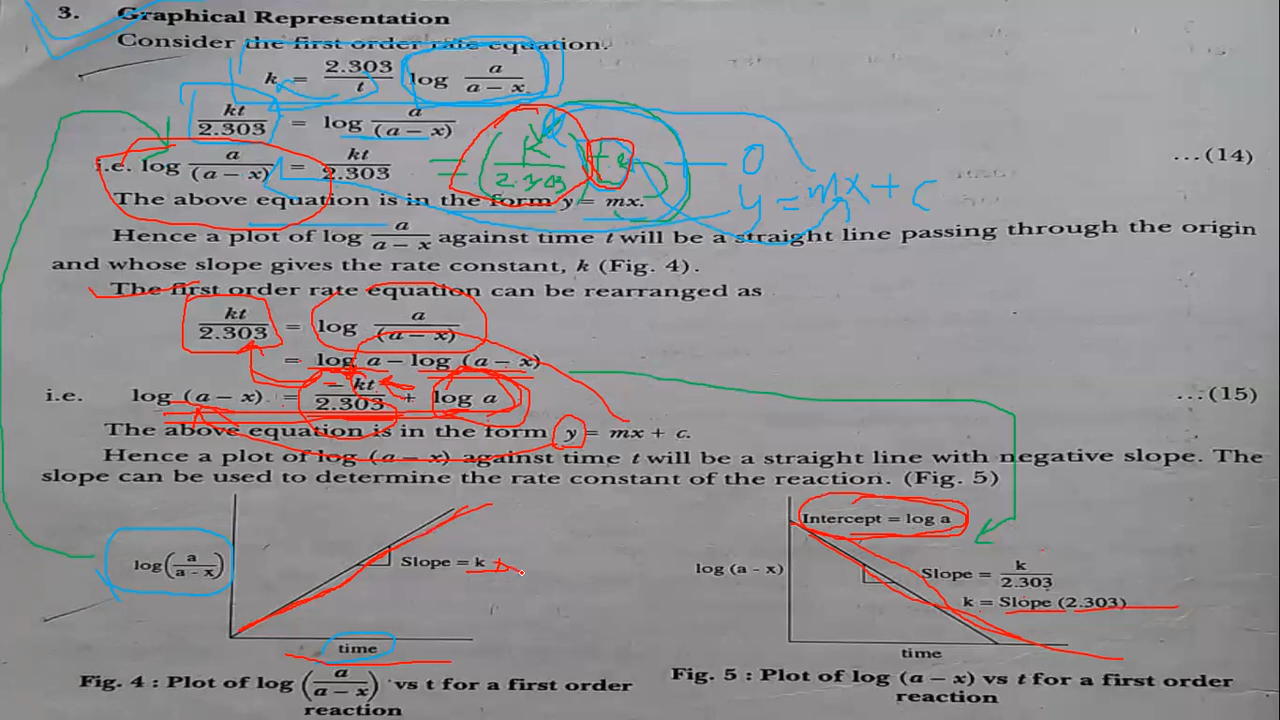 3. Graphical Representation
Consider the first order rate equation.
k = 2.303/t log a/(a – x)
kt/2.303 = log a/(a – x)
i.e. log a/(a – x) = kt/2.303 ...(14)
= (K/2.303) — 0
y = mx + c
The above equation is in the form y = mx.
Hence a plot of log a/(a – x) against time t will be a straight line passing through the origin
and whose slope gives the rate constant, k (Fig. 4).
The first order rate equation can be rearranged as
kt/2.303 = log a/(a – x)
= log a – log (a – x)
i.e. log (a – x) = – kt/2.303 + log a ...(15)
The above equation is in the form y = mx + c.
Hence a plot of log (a – x) against time t will be a straight line with negative slope. The
slope can be used to determine the rate constant of the reaction. (Fig. 5)
log(a/(a - x))
Slope = k
time
Fig. 4 : Plot of log (a/(a – x)) vs t for a first order
reaction
Intercept = log a
log (a - x)
Slope = k/2.303
k = Slope (2.303)
time
Fig. 5 : Plot of log (a – x) vs t for a first order
reaction